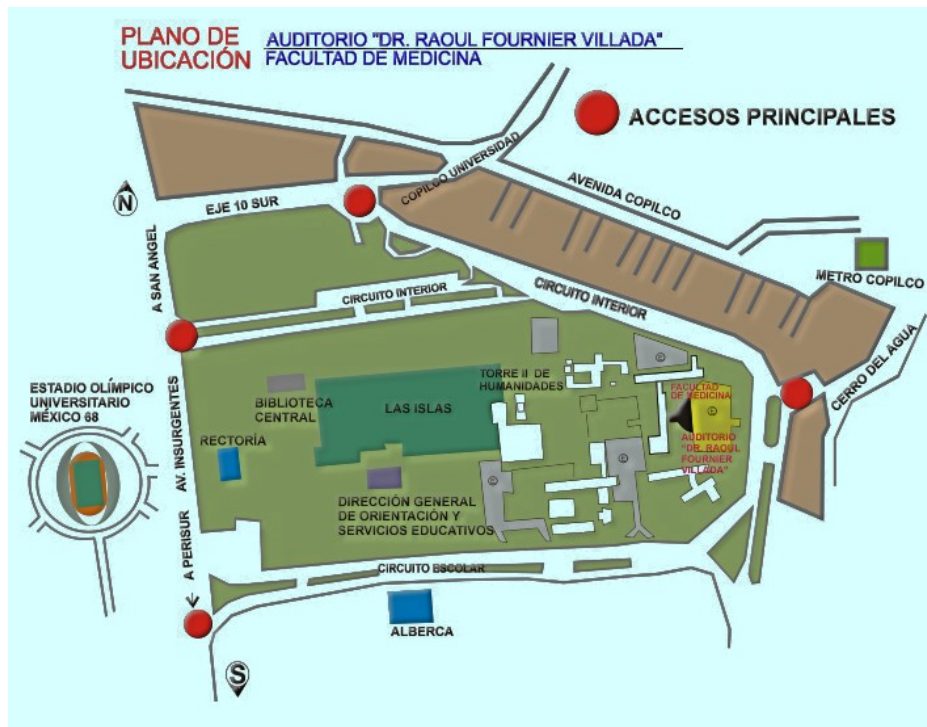 PLANO DE
UBICACIÓN
AUDITORIO "DR. RAOUL FOURNIER VILLADA"
FACULTAD DE MEDICINA
ACCESOS PRINCIPALES
COPILCO UNIVERSIDAD
AVENIDA COPILCO
N
EJE 10 SUR
A SAN ANGEL
METRO COPILCO
CIRCUITO INTERIOR
CIRCUITO INTERIOR
CERRO DEL AGUA
ESTADIO OLÍMPICO
UNIVERSITARIO
MÉXICO 68
AV. INSURGENTES
BIBLIOTECA
CENTRAL
LAS ISLAS
TORRE II DE
HUMANIDADES
C
FACULTAD
DE MEDICINA
C
RECTORÍA
AUDITORIO
"DR. RAOUL
FOURNIER
VILLADA"
C
C
DIRECCIÓN GENERAL
DE ORIENTACIÓN Y
SERVICIOS EDUCATIVOS
A PERISUR
CIRCUITO ESCOLAR
ALBERCA
S